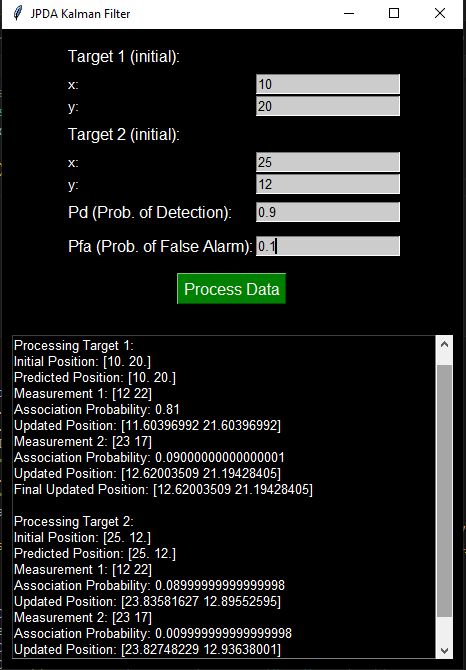 JPDA Kalman Filter
Target 1 (initial):
x: 10
y: 20
Target 2 (initial):
x: 25
y: 12
Pd (Prob. of Detection): 0.9
Pfa (Prob. of False Alarm): 0.1
Process Data
Processing Target 1:
Initial Position: [10. 20.]
Predicted Position: [10. 20.]
Measurement 1: [12 22]
Association Probability: 0.81
Updated Position: [11.60396992 21.60396992]
Measurement 2: [23 17]
Association Probability: 0.09000000000000001
Updated Position: [12.62003509 21.19428405]
Final Updated Position: [12.62003509 21.19428405]
Processing Target 2:
Initial Position: [25. 12.]
Predicted Position: [25. 12.]
Measurement 1: [12 22]
Association Probability: 0.08999999999999998
Updated Position: [23.83581627 12.89552595]
Measurement 2: [23 17]
Association Probability: 0.009999999999999998
Updated Position: [23.82748229 12.93638001]